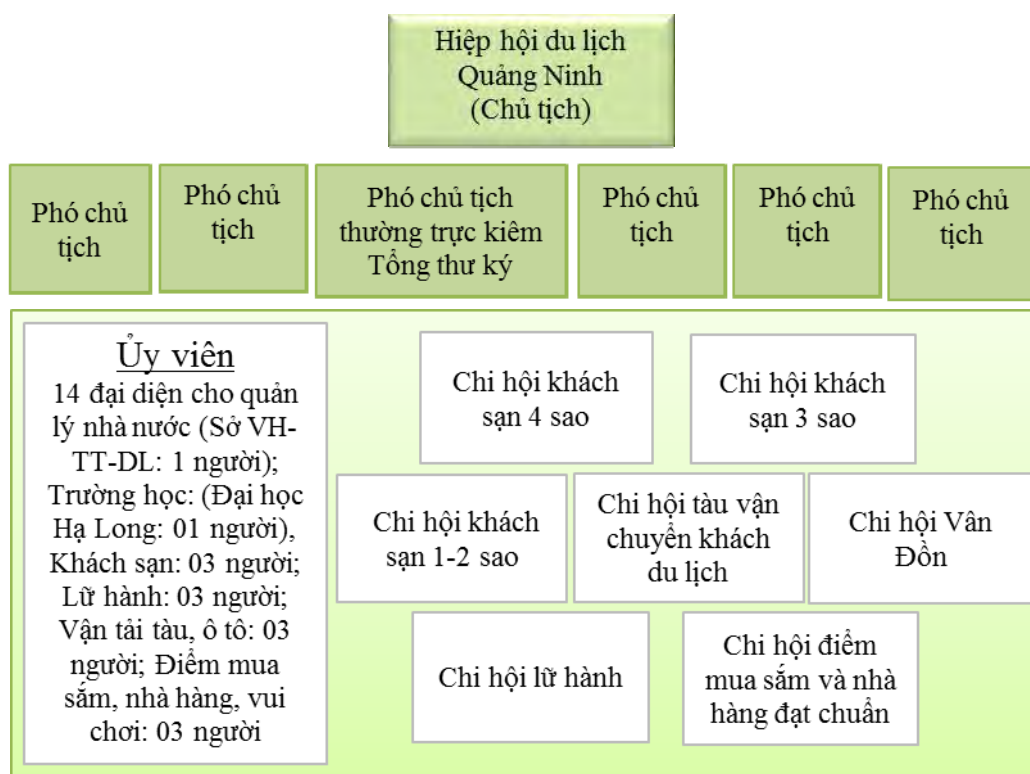 Hiệp hội du lịch
Quảng Ninh
(Chủ tịch)
Phó chủ
tịch
Phó chủ
tịch
Phó chủ tịch
thường trực kiêm
Tổng thư ký
Phó chủ
tịch
Phó chủ
tịch
Phó chủ
tịch
Ủy viên
14 đại diện cho quản
lý nhà nước (Sở VH-
TT-DL: 1 người);
Trường học: (Đại học
Hạ Long: 01 người),
Khách sạn: 03 người;
Lữ hành: 03 người;
Vận tải tàu, ô tô: 03
người; Điểm mua
sắm, nhà hàng, vui
chơi: 03 người
Chi hội khách
sạn 4 sao
Chi hội khách
sạn 3 sao
Chi hội khách
sạn 1-2 sao
Chi hội tàu vận
chuyển khách
du lịch
Chi hội Vân
Đồn
Chi hội lữ hành
Chi hội điểm
mua sắm và nhà
hàng đạt chuẩn